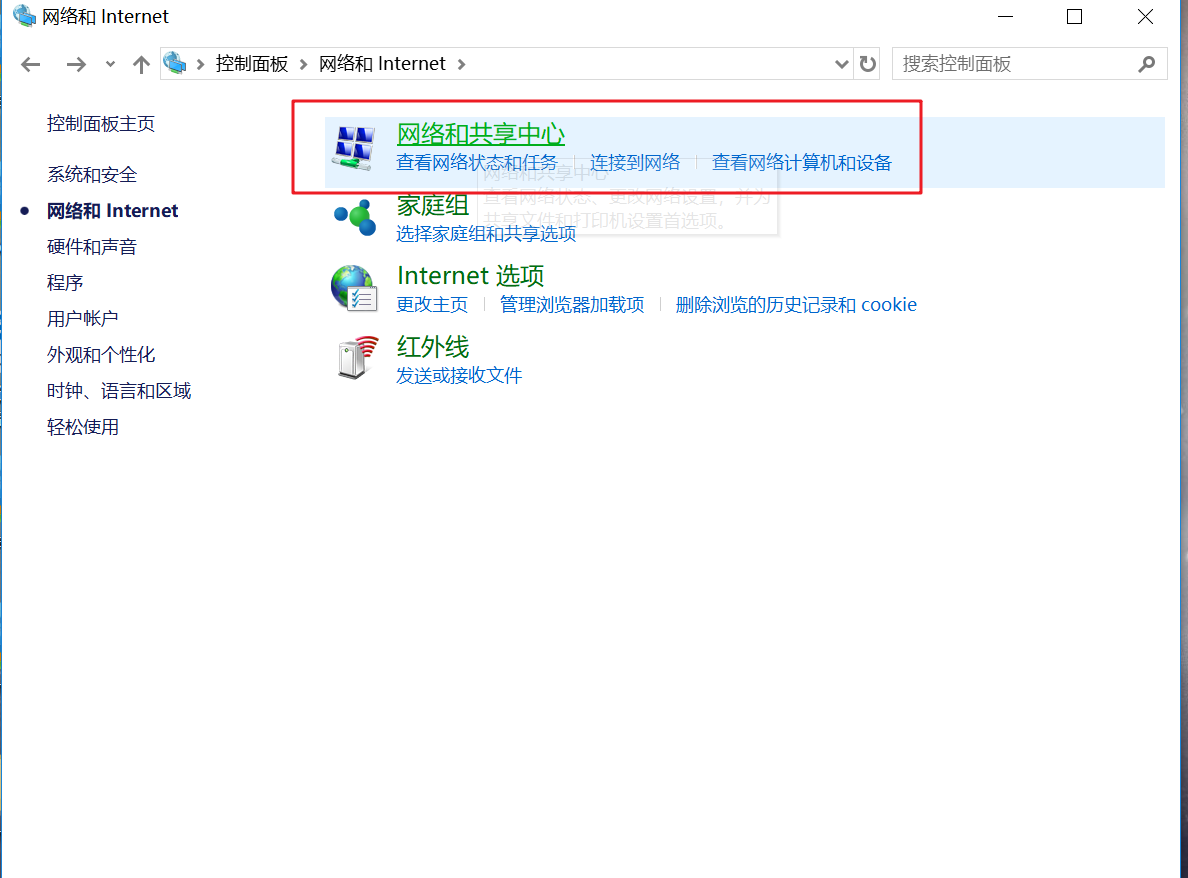 网络和 Internet
控制面板 网络和 Internet
搜索控制面板
控制面板主页
系统和安全
网络和 Internet
硬件和声音
程序
用户帐户
外观和个性化
时钟、语言和区域
轻松使用
网络和共享中心
查看网络状态和任务 连接到网络 查看网络计算机和设备
网络和共享中心
查看网络状态、更改网络设置，并为
共享文件和打印机设置首选项。
家庭组
选择家庭组和共享选项
Internet 选项
更改主页 管理浏览器加载项 删除浏览的历史记录和 cookie
红外线
发送或接收文件